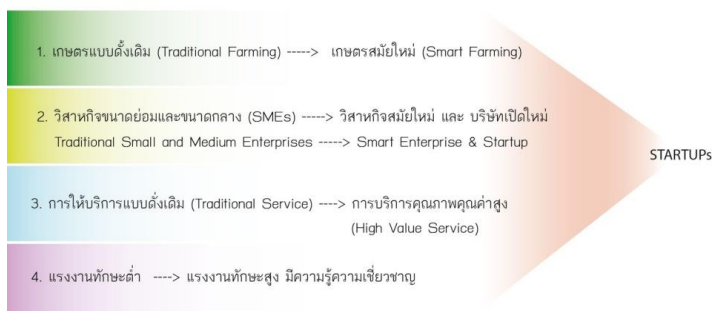 1. เกษตรแบบดั้งเดิม (Traditional Farming) -----> เกษตรสมัยใหม่ (Smart Farming)
2. วิสาหกิจขนาดย่อมและขนาดกลาง (SMEs) -----> วิสาหกิจสมัยใหม่ และ บริษัทเปิดใหม่
Traditional Small and Medium Enterprises -----> Smart Enterprise & Startup
STARTUPs
3. การให้บริการแบบดั่งเดิม (Traditional Service) ----> การบริการคุณภาพคุณค่าสูง
(High Value Service)
4. แรงงานทักษะต่ำ ----> แรงงานทักษะสูง มีความรู้ความเชี่ยวชาญ